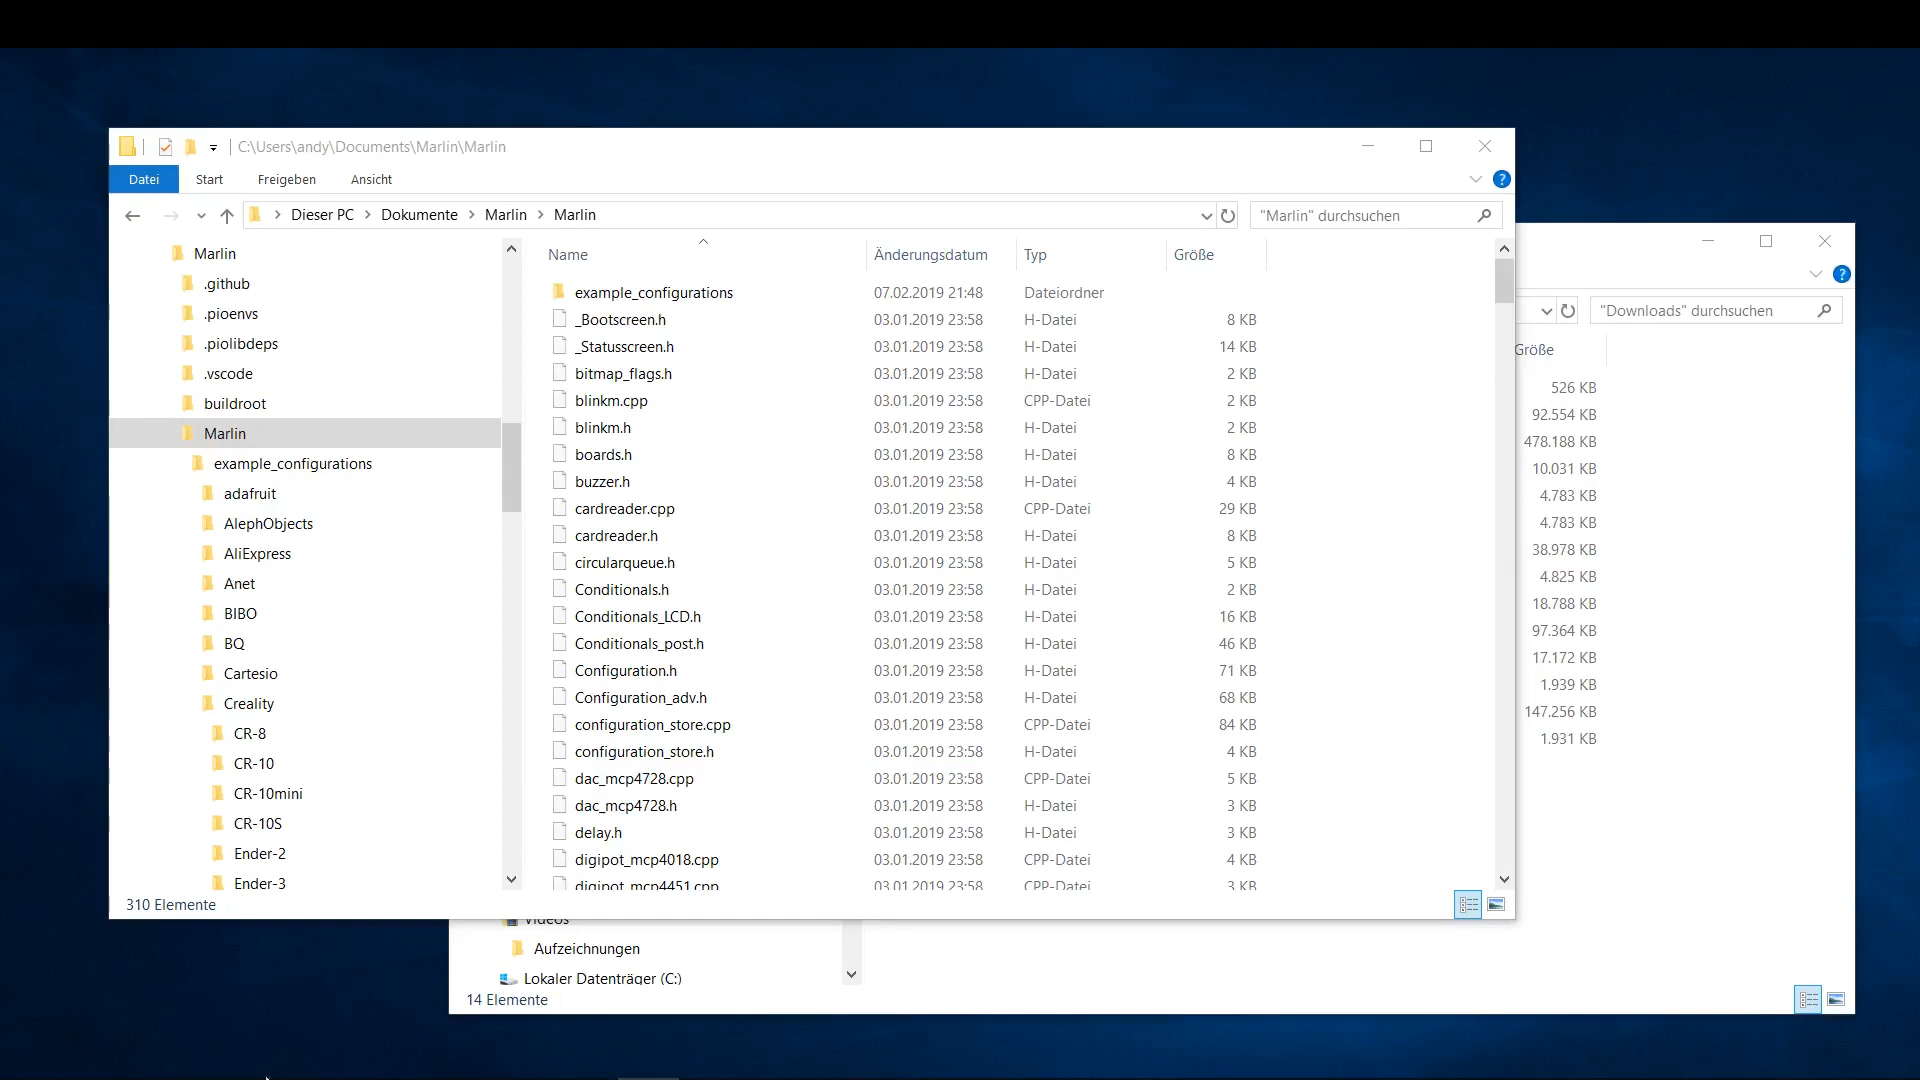 C:\Users\andy\Documents\Marlin\Marlin
Datei Start Freigeben Ansicht
Dieser PC > Dokumente > Marlin > Marlin
"Marlin" durchsuchen
Marlin
.github
.pioenvs
.piolibdeps
.vscode
buildroot
Marlin
example_configurations
adafruit
AlephObjects
AliExpress
Anet
BIBO
BQ
Cartesio
Creality
CR-8
CR-10
CR-10mini
CR-10S
Ender-2
Ender-3
310 Elemente
Name Änderungsdatum Typ Größe
example_configurations 07.02.2019 21:48 Dateiordner
_Bootscreen.h 03.01.2019 23:58 H-Datei 8 KB
_Statusscreen.h 03.01.2019 23:58 H-Datei 14 KB
bitmap_flags.h 03.01.2019 23:58 H-Datei 2 KB
blinkm.cpp 03.01.2019 23:58 CPP-Datei 2 KB
blinkm.h 03.01.2019 23:58 H-Datei 2 KB
boards.h 03.01.2019 23:58 H-Datei 8 KB
buzzer.h 03.01.2019 23:58 H-Datei 4 KB
cardreader.cpp 03.01.2019 23:58 CPP-Datei 29 KB
cardreader.h 03.01.2019 23:58 H-Datei 8 KB
circularqueue.h 03.01.2019 23:58 H-Datei 5 KB
Conditionals.h 03.01.2019 23:58 H-Datei 2 KB
Conditionals_LCD.h 03.01.2019 23:58 H-Datei 16 KB
Conditionals_post.h 03.01.2019 23:58 H-Datei 46 KB
Configuration.h 03.01.2019 23:58 H-Datei 71 KB
Configuration_adv.h 03.01.2019 23:58 H-Datei 68 KB
configuration_store.cpp 03.01.2019 23:58 CPP-Datei 84 KB
configuration_store.h 03.01.2019 23:58 H-Datei 4 KB
dac_mcp4728.cpp 03.01.2019 23:58 CPP-Datei 5 KB
dac_mcp4728.h 03.01.2019 23:58 H-Datei 3 KB
delay.h 03.01.2019 23:58 H-Datei 3 KB
digipot_mcp4018.cpp 03.01.2019 23:58 CPP-Datei 4 KB
digipot_mcp4451.cpp 03.01.2019 23:58 CPP-Datei 3 KB
"Downloads" durchsuchen
Größe
526 KB
92.554 KB
478.188 KB
10.031 KB
4.783 KB
4.783 KB
38.978 KB
4.825 KB
18.788 KB
97.364 KB
17.172 KB
1.939 KB
147.256 KB
1.931 KB
Videos
Aufzeichnungen
Lokaler Datenträger (C:)
14 Elemente